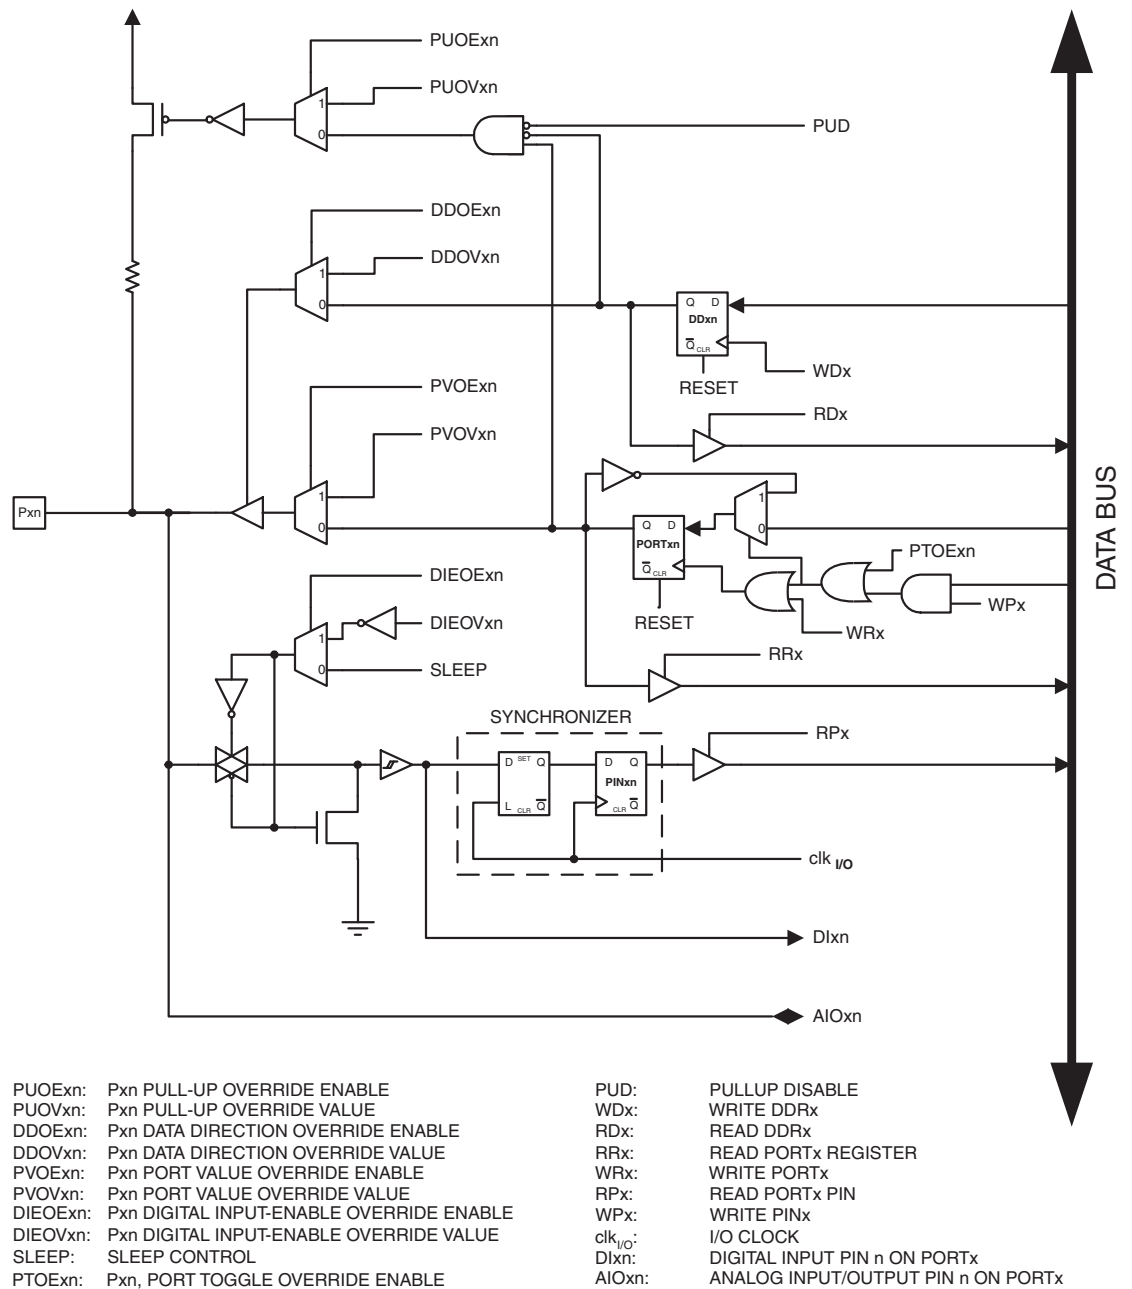 PUOExn
PUOVxn
1
0
PUD
DDOExn
DDOVxn
1
0
Q D
DDxn
Q CLR
WDx
RESET
PVOExn
RDx
PVOVxn
1
0
Pxn
1
0
Q D
PORTxn
Q CLR
PTOExn
DATA BUS
DIEOExn
WPx
RESET
WRx
DIEOVxn
1
0
SLEEP
RRx
SYNCHRONIZER
RPx
D SET Q
L CLR Q
D Q
PINxn
CLR Q
clk I/O
DIxn
AIOxn
PUOExn: Pxn PULL-UP OVERRIDE ENABLE
PUOVxn: Pxn PULL-UP OVERRIDE VALUE
DDOExn: Pxn DATA DIRECTION OVERRIDE ENABLE
DDOVxn: Pxn DATA DIRECTION OVERRIDE VALUE
PVOExn: Pxn PORT VALUE OVERRIDE ENABLE
PVOVxn: Pxn PORT VALUE OVERRIDE VALUE
DIEOExn: Pxn DIGITAL INPUT-ENABLE OVERRIDE ENABLE
DIEOVxn: Pxn DIGITAL INPUT-ENABLE OVERRIDE VALUE
SLEEP: SLEEP CONTROL
PTOExn: Pxn, PORT TOGGLE OVERRIDE ENABLE
PUD: PULLUP DISABLE
WDx: WRITE DDRx
RDx: READ DDRx
RRx: READ PORTx REGISTER
WRx: WRITE PORTx
RPx: READ PORTx PIN
WPx: WRITE PINx
clkI/O: I/O CLOCK
DIxn: DIGITAL INPUT PIN n ON PORTx
AIOxn: ANALOG INPUT/OUTPUT PIN n ON PORTx